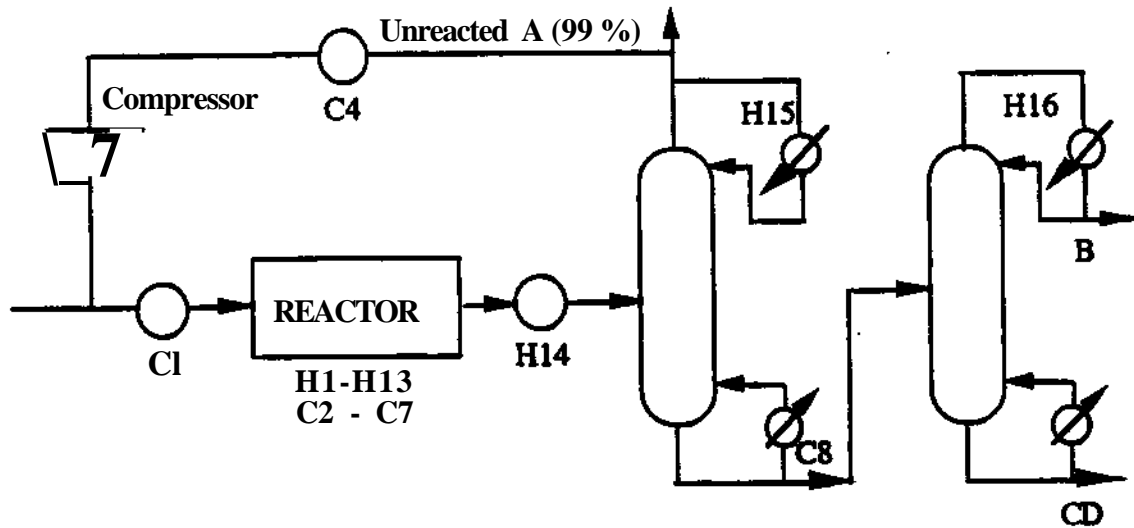 Unreacted A (99 %)
Compressor
C4
H15
H16
B
Cl
REACTOR
H14
H1-H13
C2 - C7
C8
CD